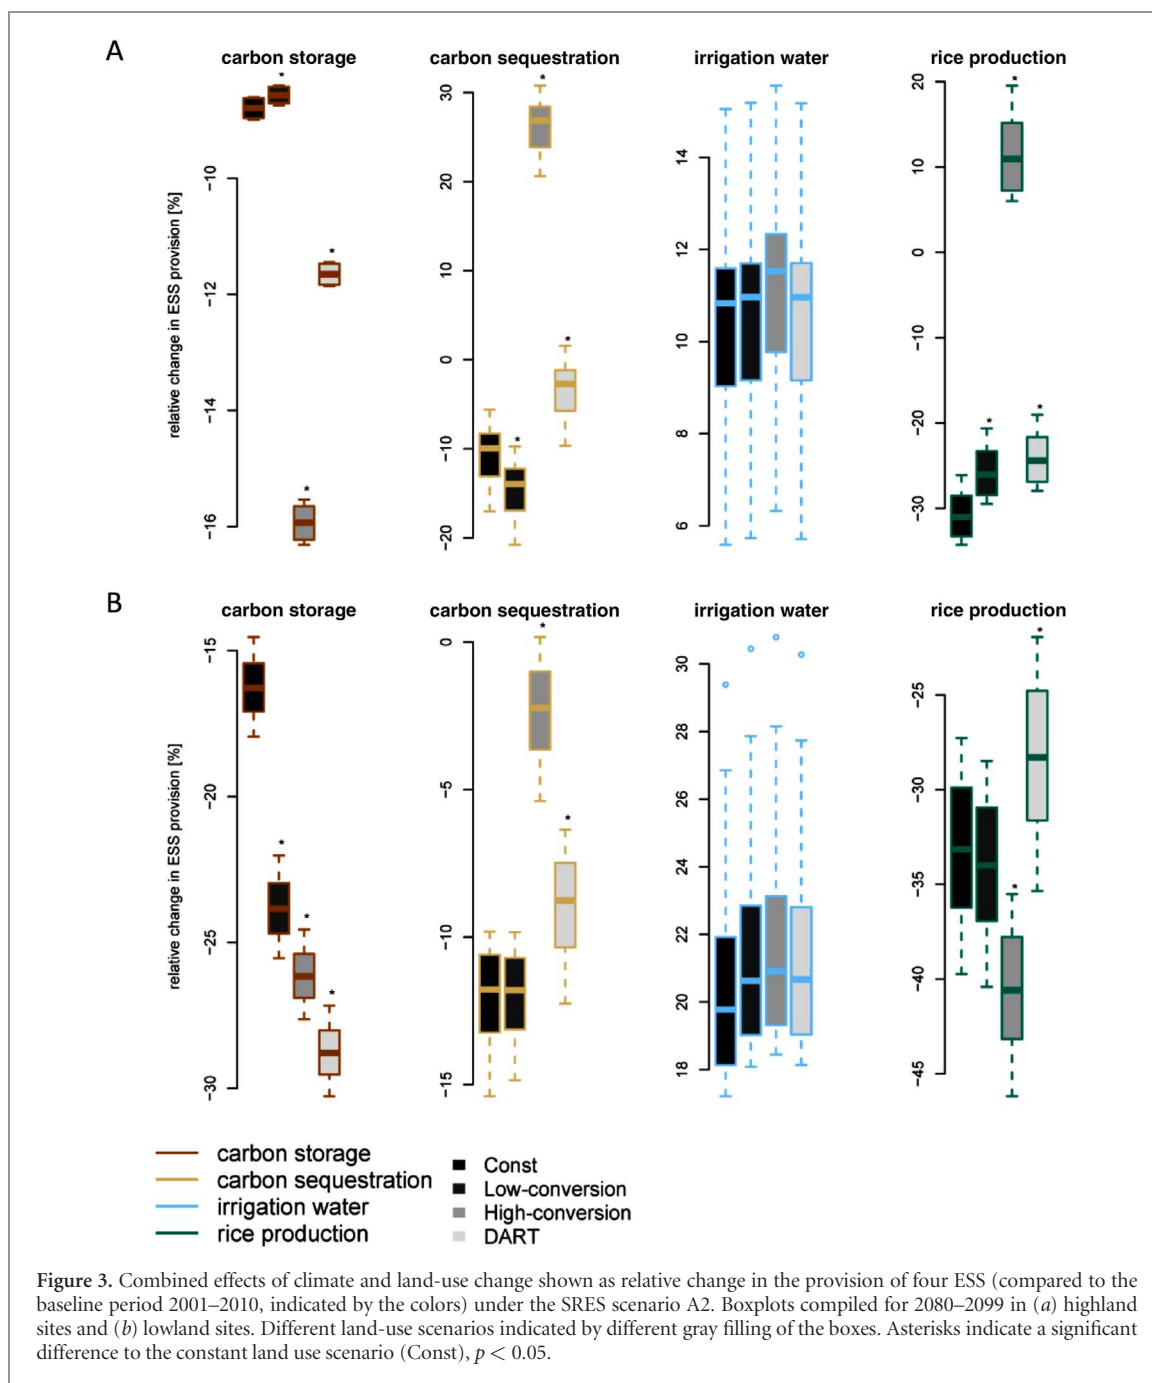 A
carbon storage
carbon sequestration
irrigation water
rice production
relative change in ESS provision [%]
-10
-12
-14
-16
* * *
30
20
10
0
-10
-20
* * *
14
12
10
8
6
20
10
0
-10
-20
-30
* * *
B
carbon storage
carbon sequestration
irrigation water
rice production
relative change in ESS provision [%]
-15
-20
-25
-30
* * *
0
-5
-10
-15
* *
30
28
26
24
22
20
18
-25
-30
-35
-40
-45
* *
carbon storage
carbon sequestration
irrigation water
rice production
Const
Low-conversion
High-conversion
DART
Figure 3. Combined effects of climate and land-use change shown as relative change in the provision of four ESS (compared to the
baseline period 2001–2010, indicated by the colors) under the SRES scenario A2. Boxplots compiled for 2080–2099 in (a) highland
sites and (b) lowland sites. Different land-use scenarios indicated by different gray filling of the boxes. Asterisks indicate a significant
difference to the constant land use scenario (Const), p < 0.05.